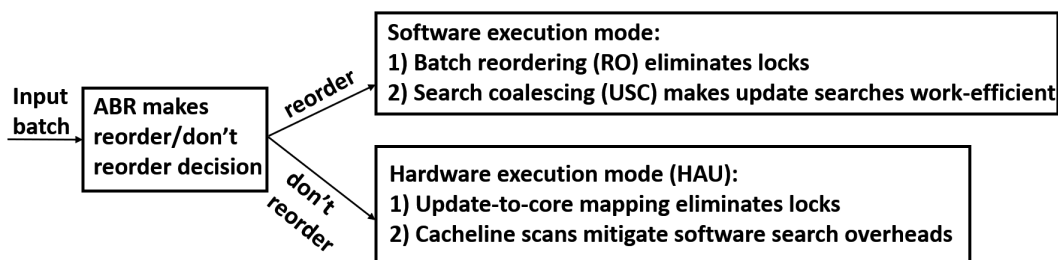 Input
batch
ABR makes
reorder/don't
reorder decision
reorder
don't
reorder
Software execution mode:
1) Batch reordering (RO) eliminates locks
2) Search coalescing (USC) makes update searches work-efficient
Hardware execution mode (HAU):
1) Update-to-core mapping eliminates locks
2) Cacheline scans mitigate software search overheads